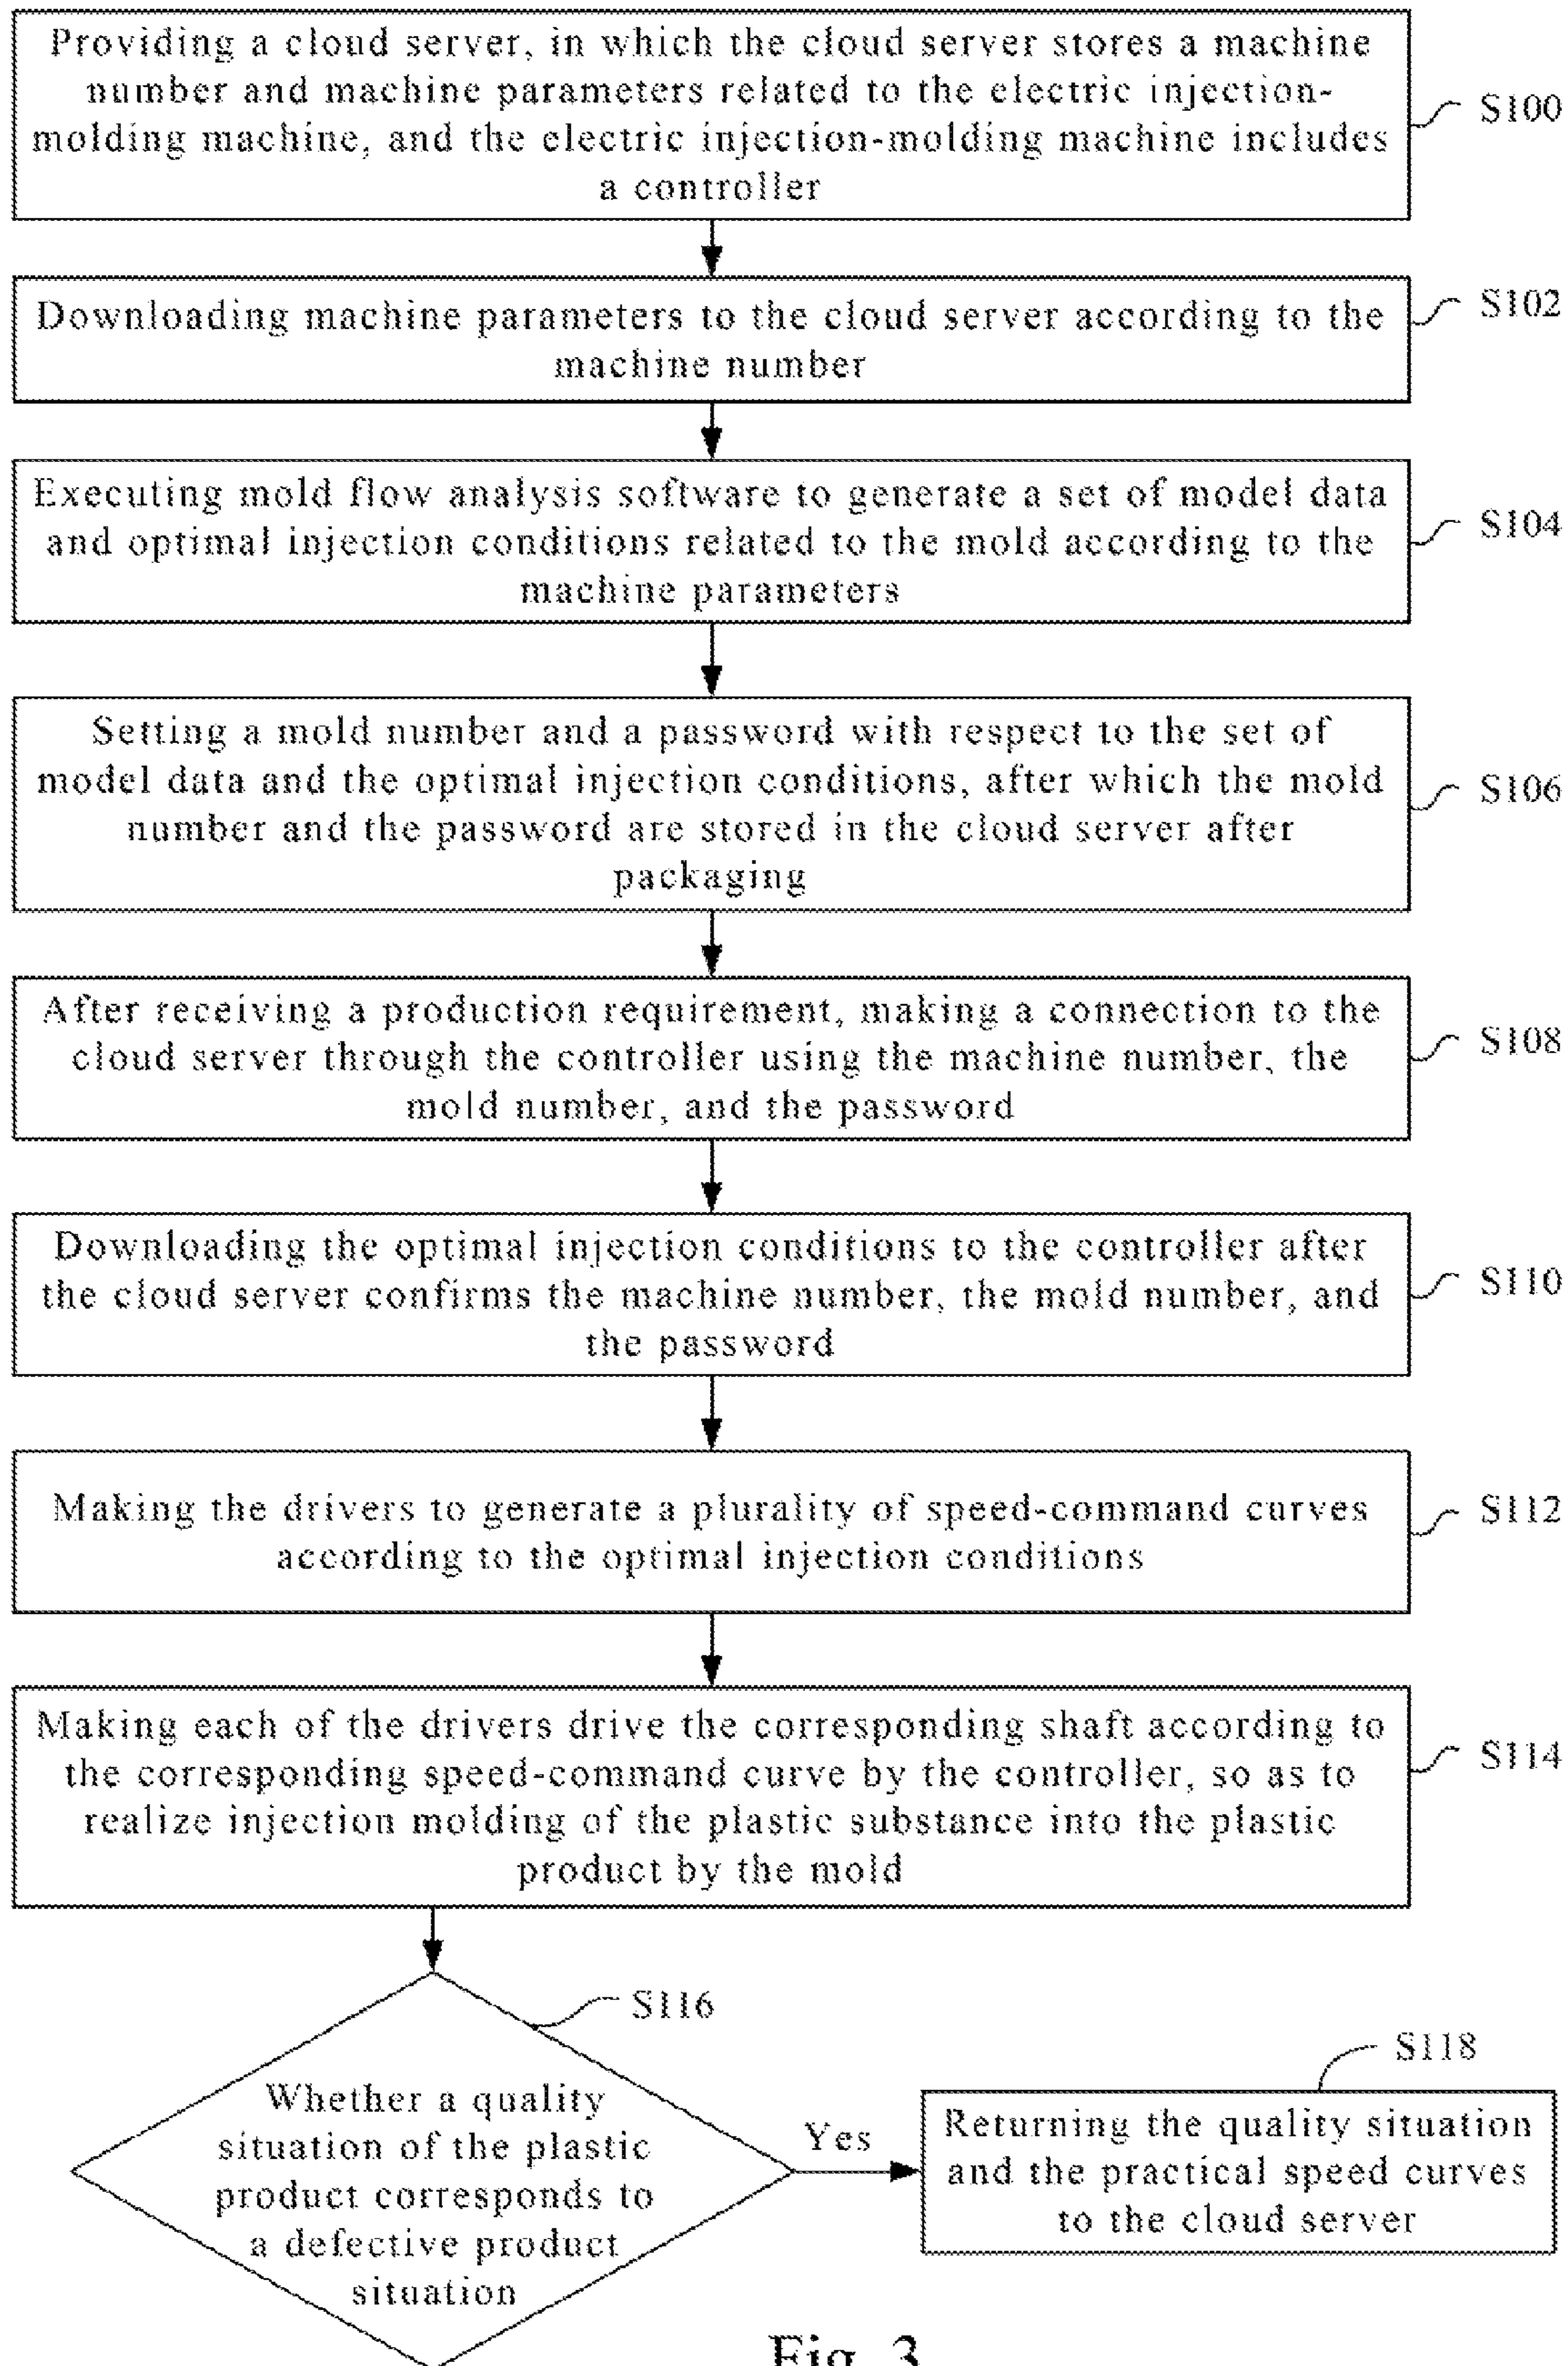 Providing a cloud server, in which the cloud server stores a machine
number and machine parameters related to the electric injection-
molding machine, and the electric injection-molding machine includes
a controller
S100
Downloading machine parameters to the cloud server according to the
machine number
S102
Executing mold flow analysis software to generate a set of model data
and optimal injection conditions related to the mold according to the
machine parameters
S104
Setting a mold number and a password with respect to the set of
model data and the optimal injection conditions, after which the mold
number and the password are stored in the cloud server after
packaging
S106
After receiving a production requirement, making a connection to the
cloud server through the controller using the machine number, the
mold number, and the password
S108
Downloading the optimal injection conditions to the controller after
the cloud server confirms the machine number, the mold number, and
the password
S110
Making the drivers to generate a plurality of speed-command curves
according to the optimal injection conditions
S112
Making each of the drivers drive the corresponding shaft according to
the corresponding speed-command curve by the controller, so as to
realize injection molding of the plastic substance into the plastic
product by the mold
S114
S116
Whether a quality
situation of the plastic
product corresponds to
a defective product
situation
Yes
S118
Returning the quality situation
and the practical speed curves
to the cloud server
Fig. 3